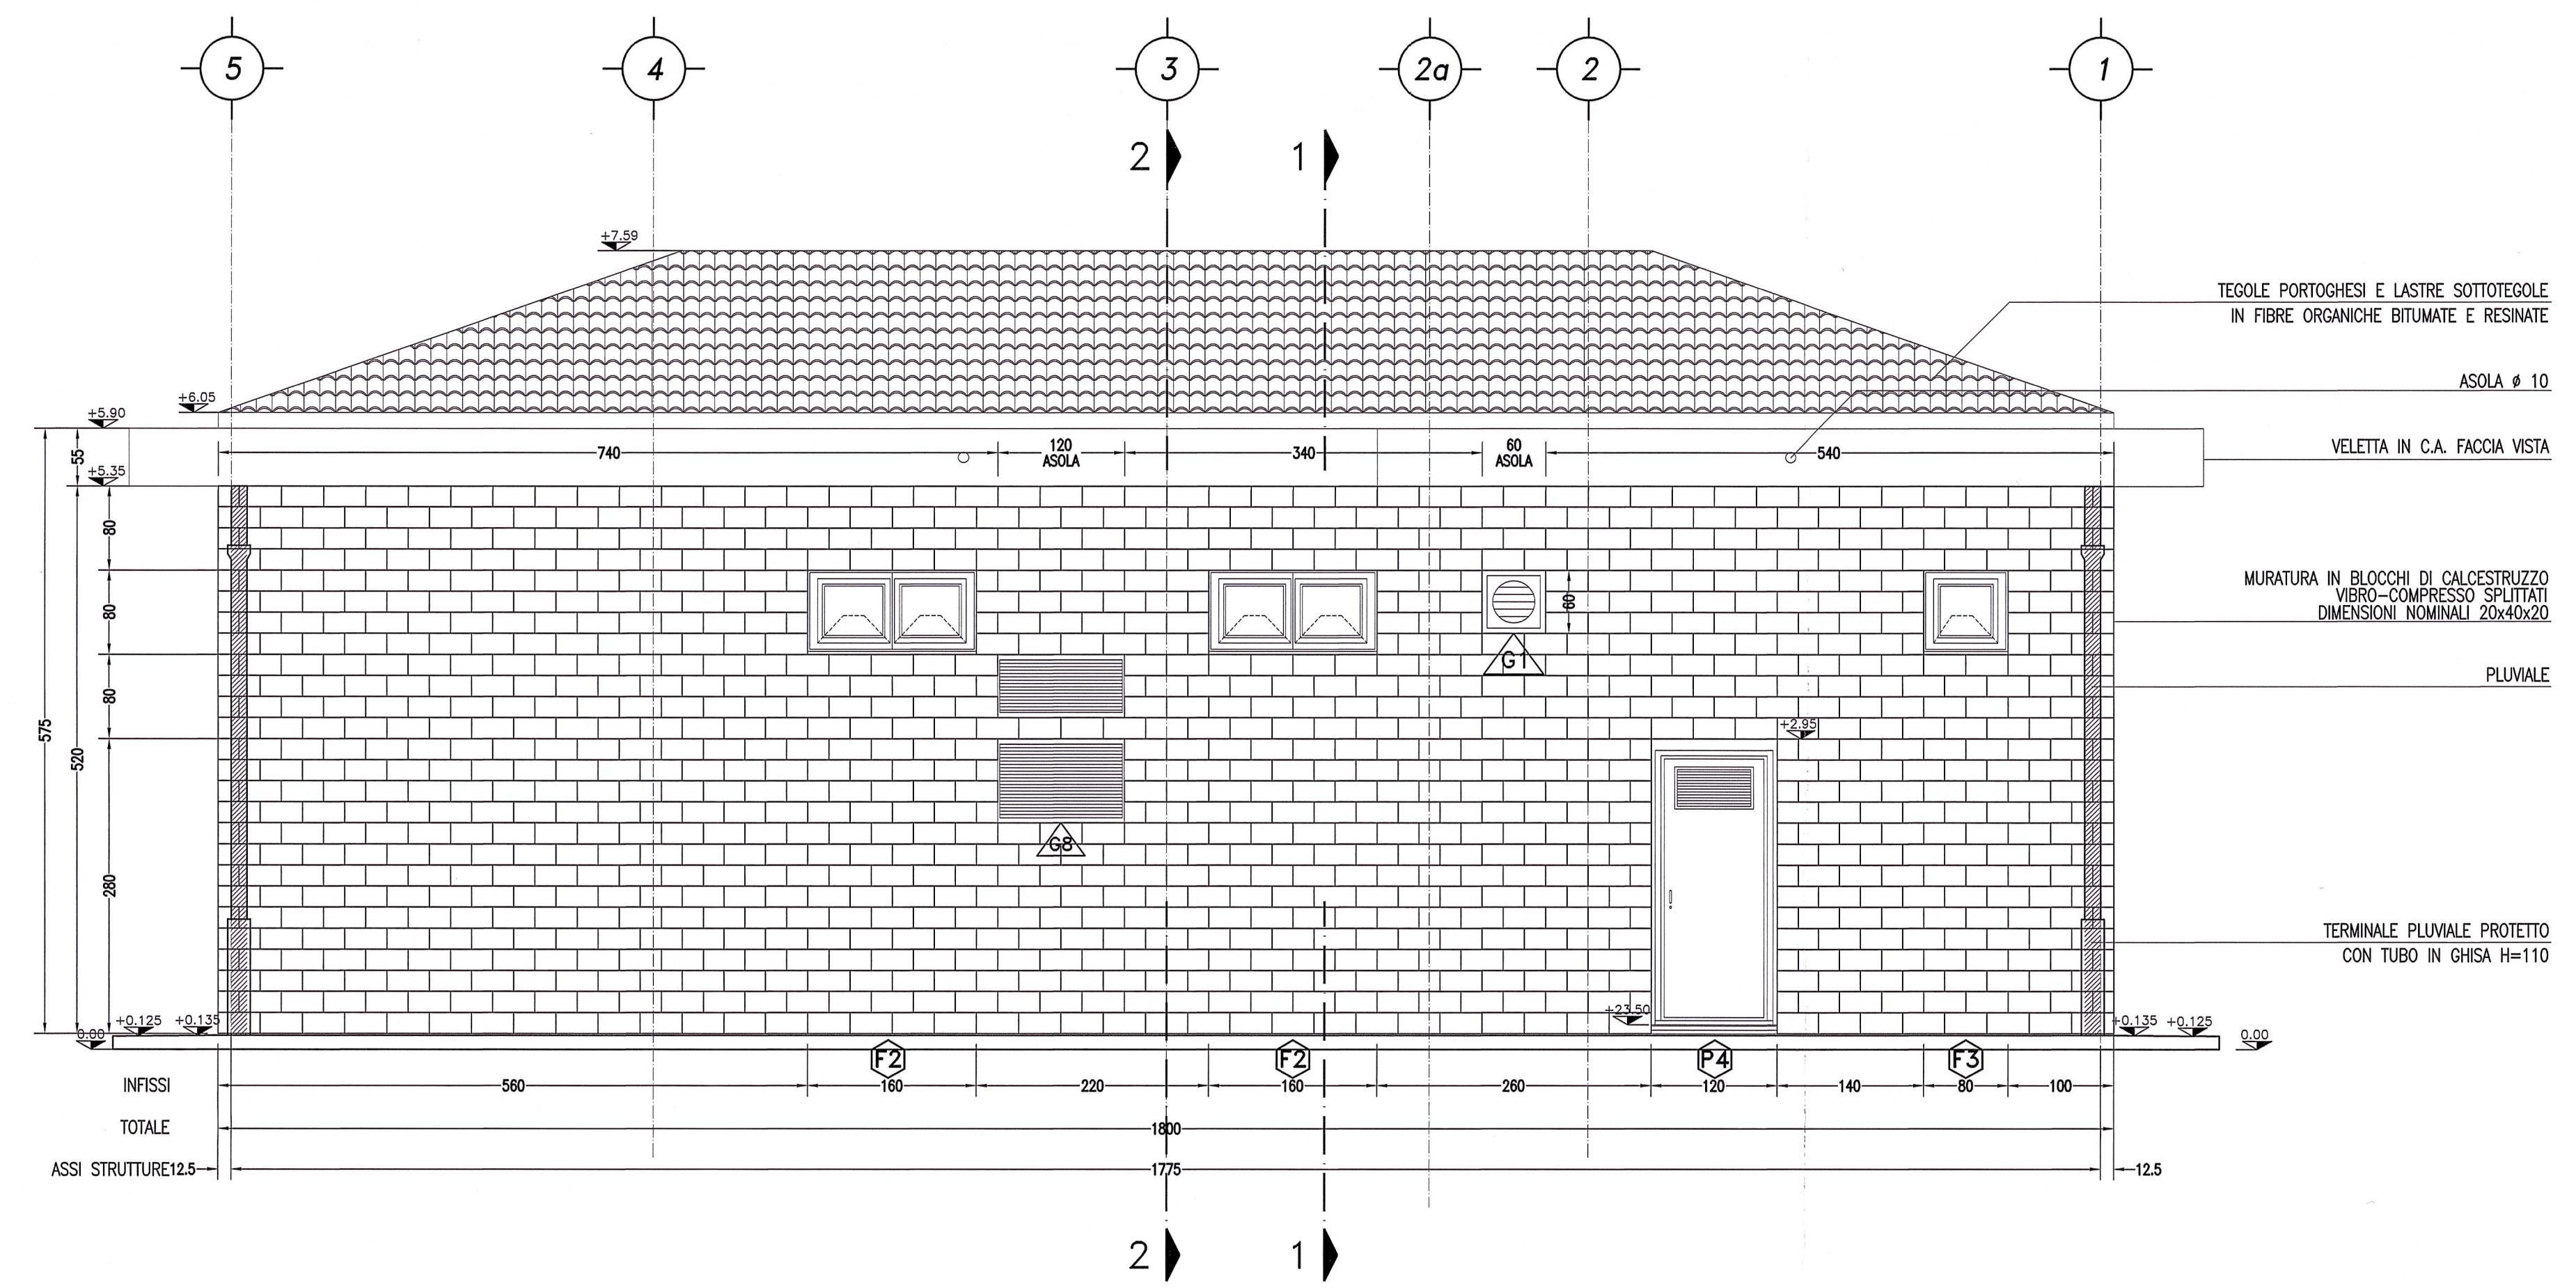 5
4
3
2a
2
1
2
1
+7.59
TEGOLE PORTOGHESI E LASTRE SOTTOTEGOLE
IN FIBRE ORGANICHE BITUMATE E RESINATE
ASOLA ø 10
+6.05
+5.90
740
120
ASOLA
340
60
ASOLA
540
VELETTA IN C.A. FACCIA VISTA
55
+5.35
80
80
60
MURATURA IN BLOCCHI DI CALCESTRUZZO
VIBRO-COMPRESSO SPLITTATI
DIMENSIONI NOMINALI 20x40x20
G1
PLUVIALE
80
575
520
+2.95
G8
280
TERMINALE PLUVIALE PROTETTO
CON TUBO IN GHISA H=110
+23.50
0.00
+0.125
+0.135
+0.135
+0.125
0.00
F2
F2
P4
F3
INFISSI
560
160
220
160
260
120
140
80
100
TOTALE
1800
ASSI STRUTTURE
12.5
1775
12.5
2
1